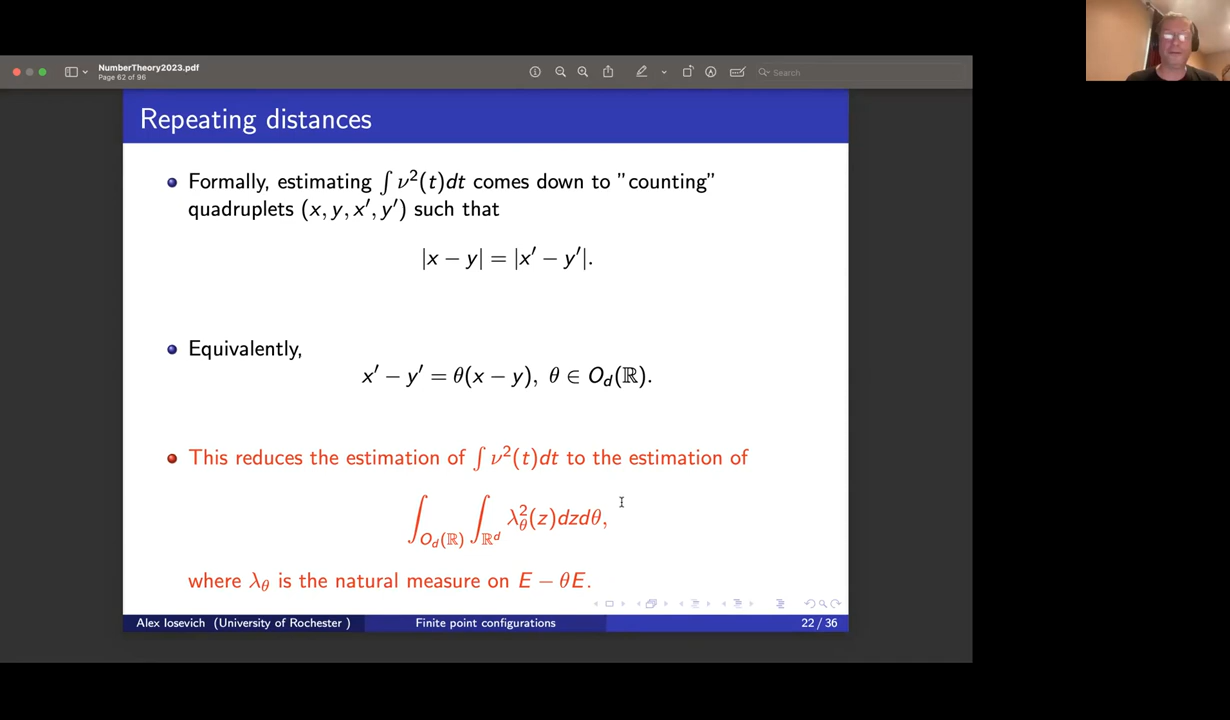 NumberTheory2023.pdf
Page 62 of 96
Search
Repeating distances
Formally, estimating ∫ ν²(t)dt comes down to "counting"
quadruplets (x, y, x′, y′) such that
|x − y| = |x′ − y′|.
Equivalently,
x′ − y′ = θ(x − y), θ ∈ O_d(ℝ).
This reduces the estimation of ∫ ν²(t)dt to the estimation of
∫_{O_d(ℝ)} ∫_{ℝ^d} λ_θ²(z)dzdθ,
where λ_θ is the natural measure on E − θE.
Alex Iosevich (University of Rochester ) Finite point configurations 22 / 36